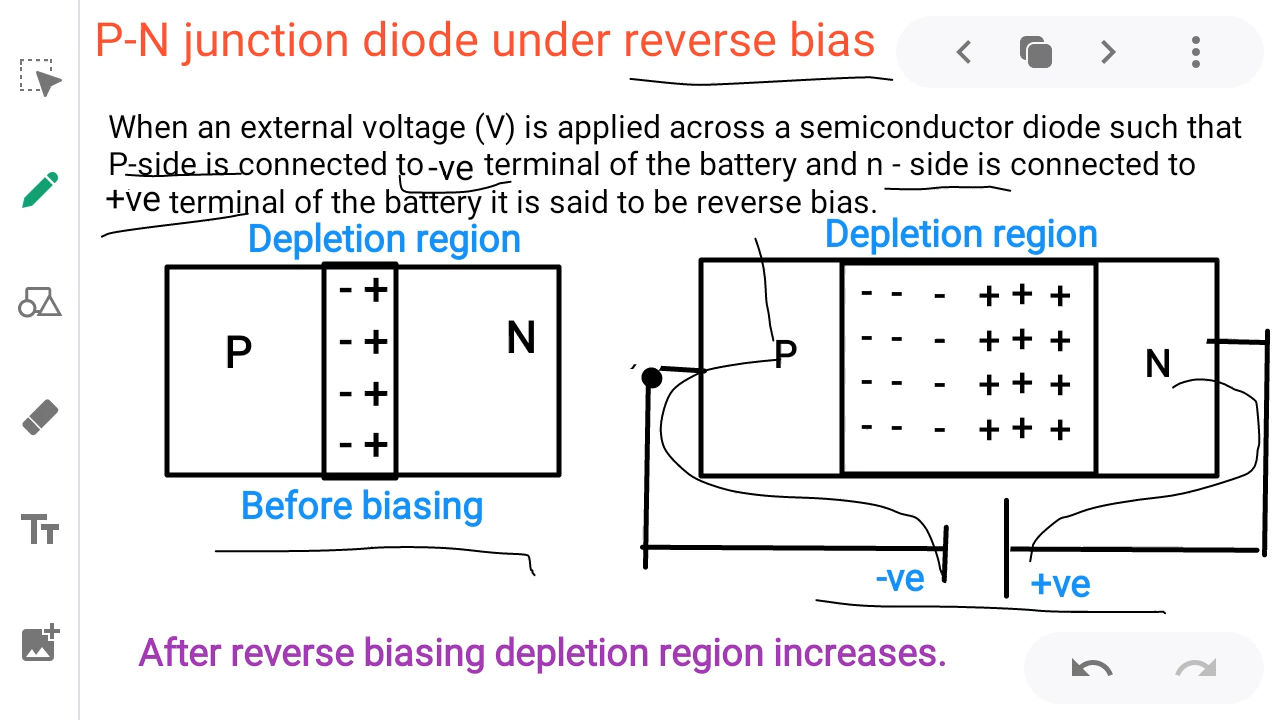 P-N junction diode under reverse bias
When an external voltage (V) is applied across a semiconductor diode such that
P-side is connected to -ve terminal of the battery and n - side is connected to
+ve terminal of the battery it is said to be reverse bias.
Depletion region
Depletion region
- +
- +
- +
- +
P
N
- - - + + +
- - - + + +
- - - + + +
- - - + + +
P
N
Before biasing
-ve
+ve
After reverse biasing depletion region increases.
Tт